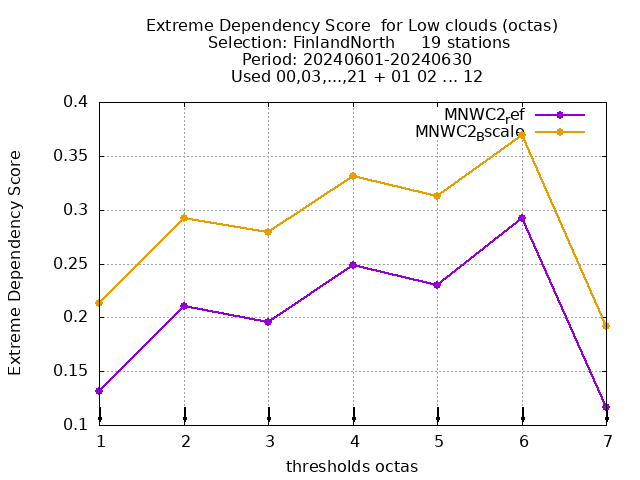 Extreme Dependency Score  for Low clouds (octas)
Selection: FinlandNorth     19 stations
Period: 20240601-20240630
Used 00,03,...,21 + 01 02 ... 12
MNWC2ref
MNWC2Bscale
0.4
0.35
0.3
0.25
0.2
0.15
0.1
Extreme Dependency Score
1 2 3 4 5 6 7
thresholds octas